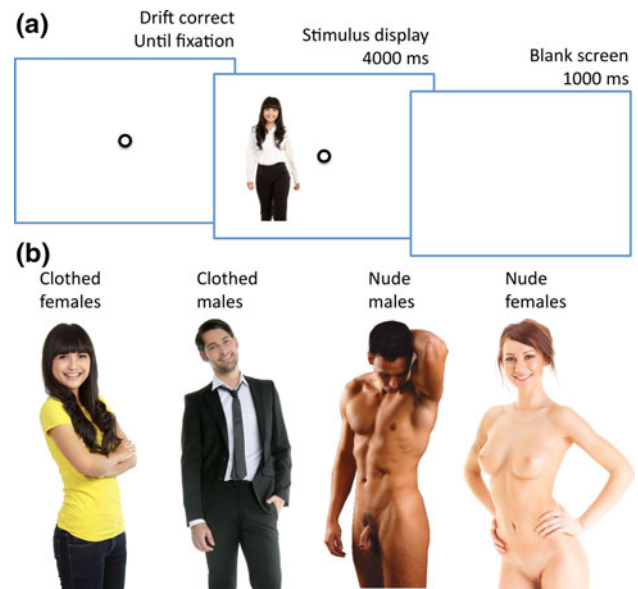 (a)
Drift correct
Until fixation
Stimulus display
4000 ms
Blank screen
1000 ms
(b)
Clothed
females
Clothed
males
Nude
males
Nude
females